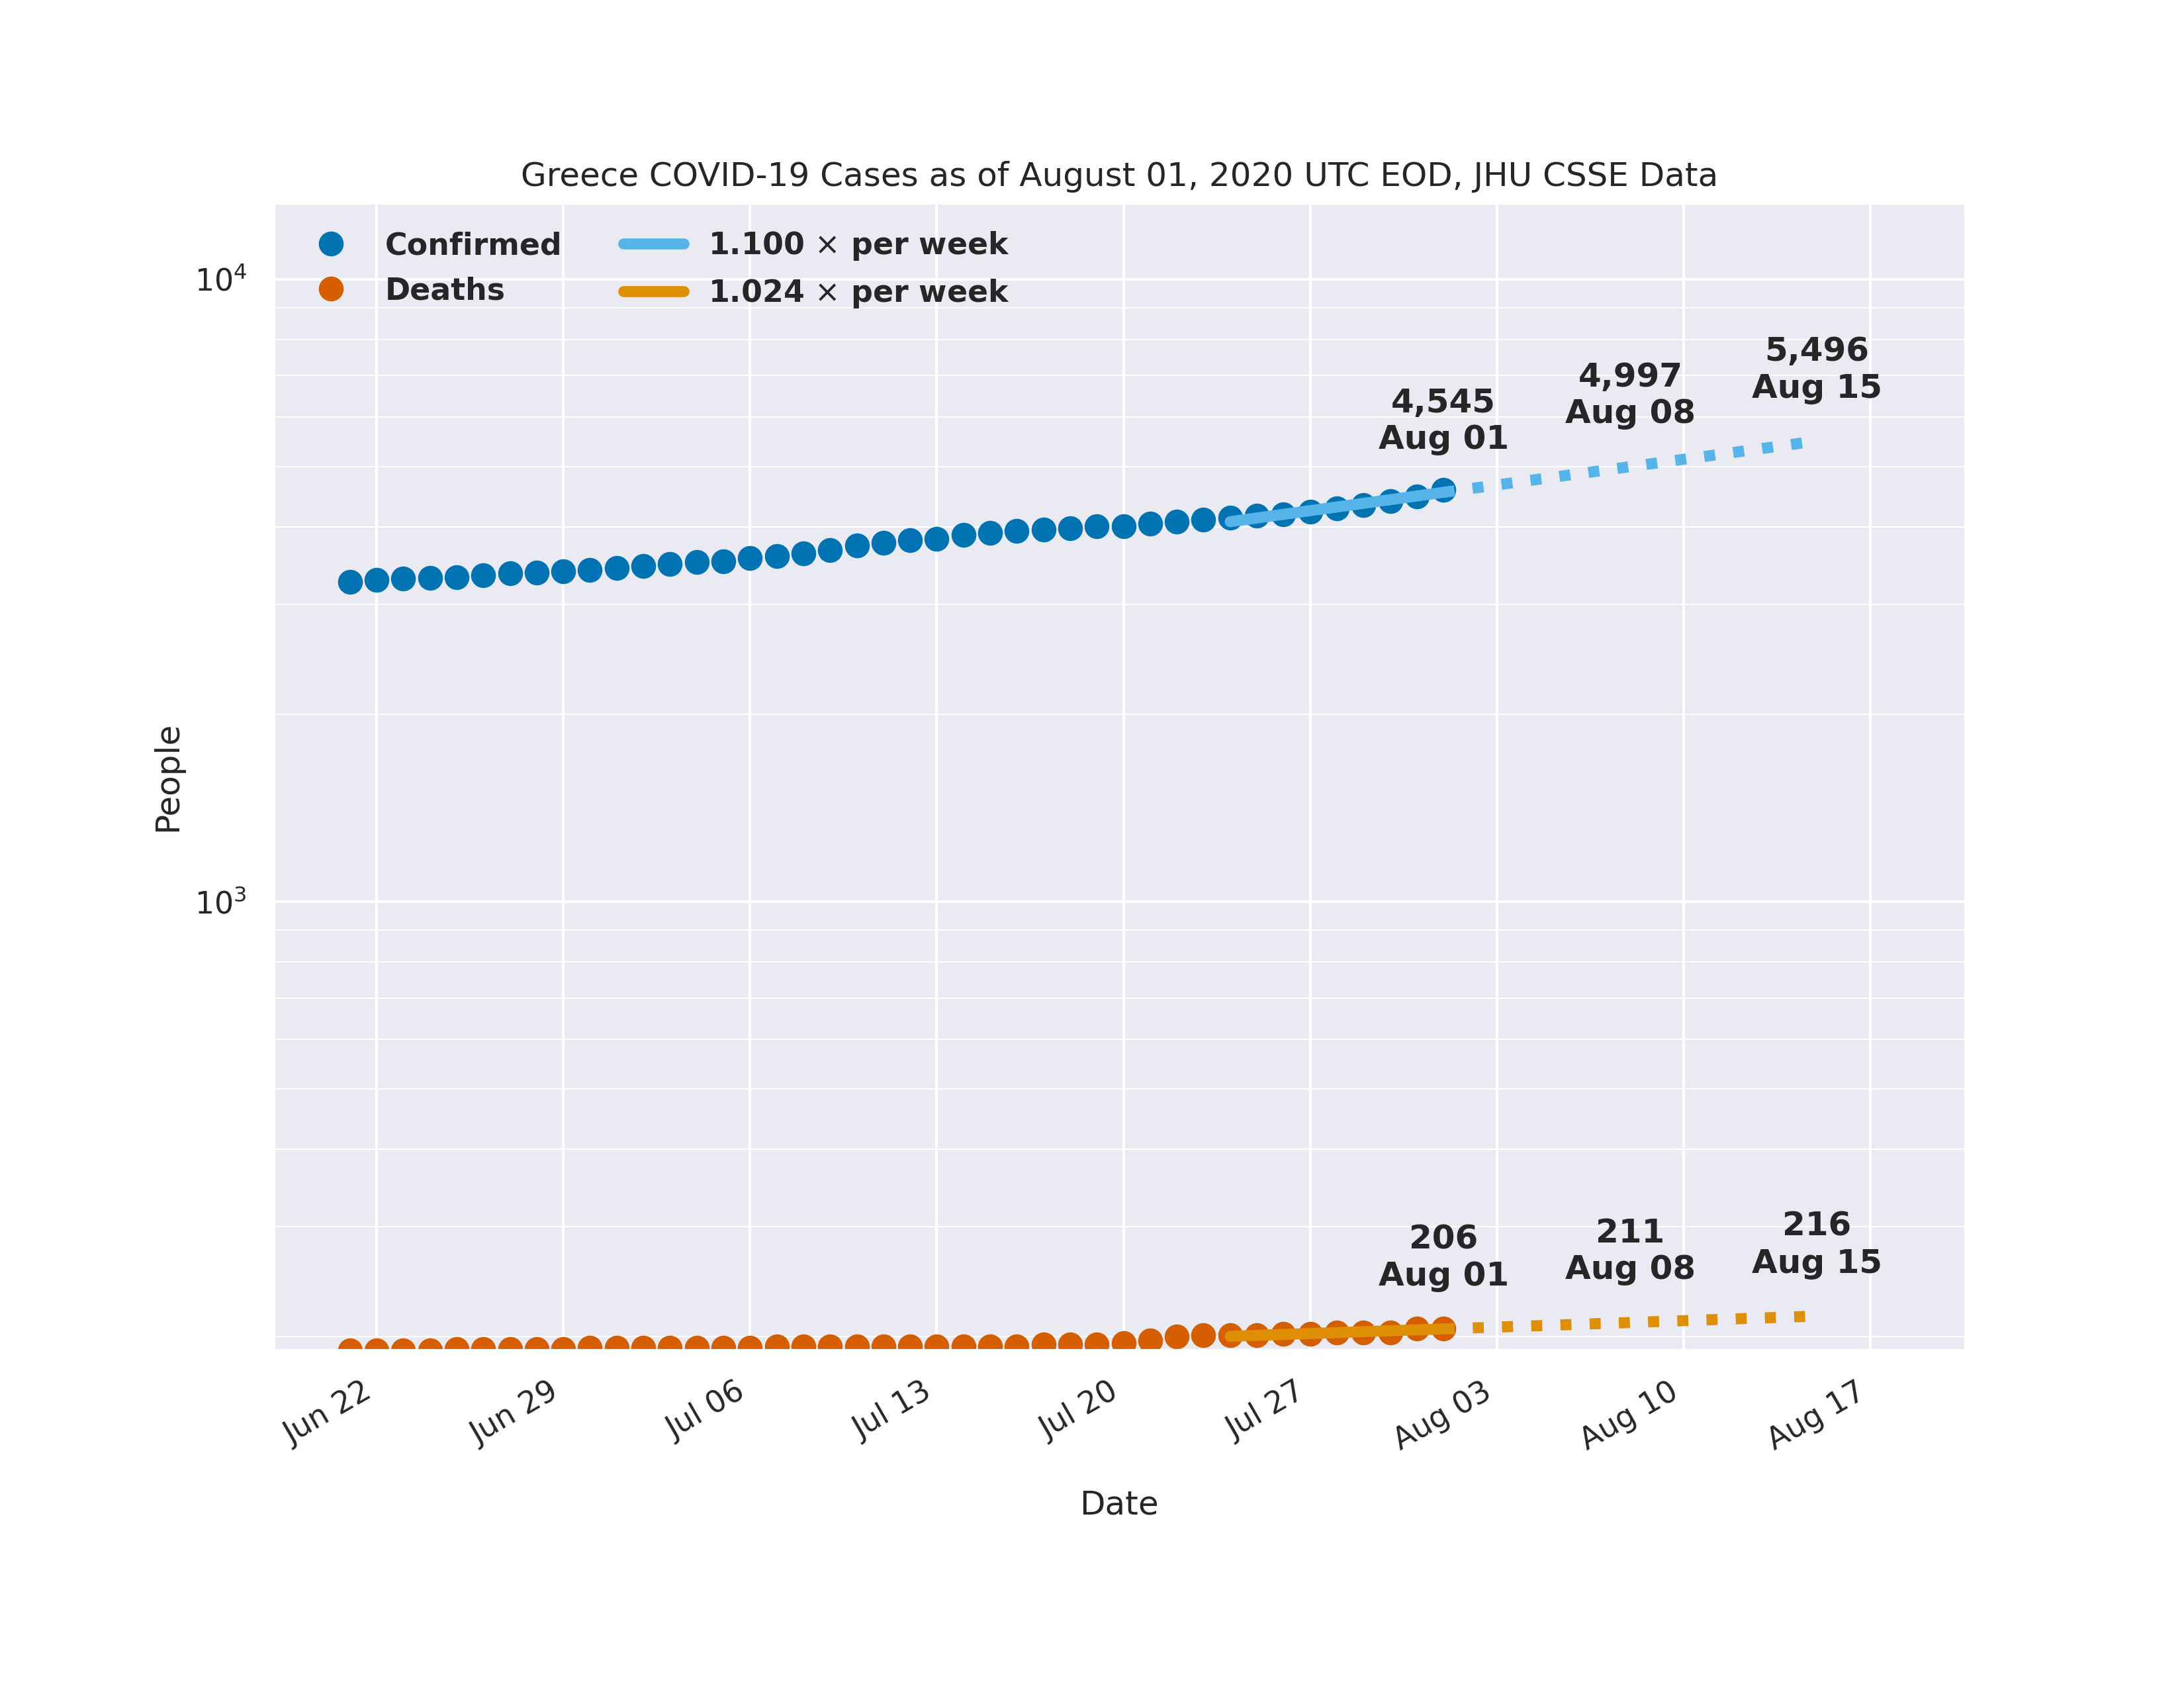 Greece COVID-19 Cases as of August 01, 2020 UTC EOD, JHU CSSE Data
Confirmed
Deaths
1.100 × per week
1.024 × per week
10⁴
10³
People
5,496
Aug 15
4,997
Aug 08
4,545
Aug 01
206
Aug 01
211
Aug 08
216
Aug 15
Jun 22
Jun 29
Jul 06
Jul 13
Jul 20
Jul 27
Aug 03
Aug 10
Aug 17
Date